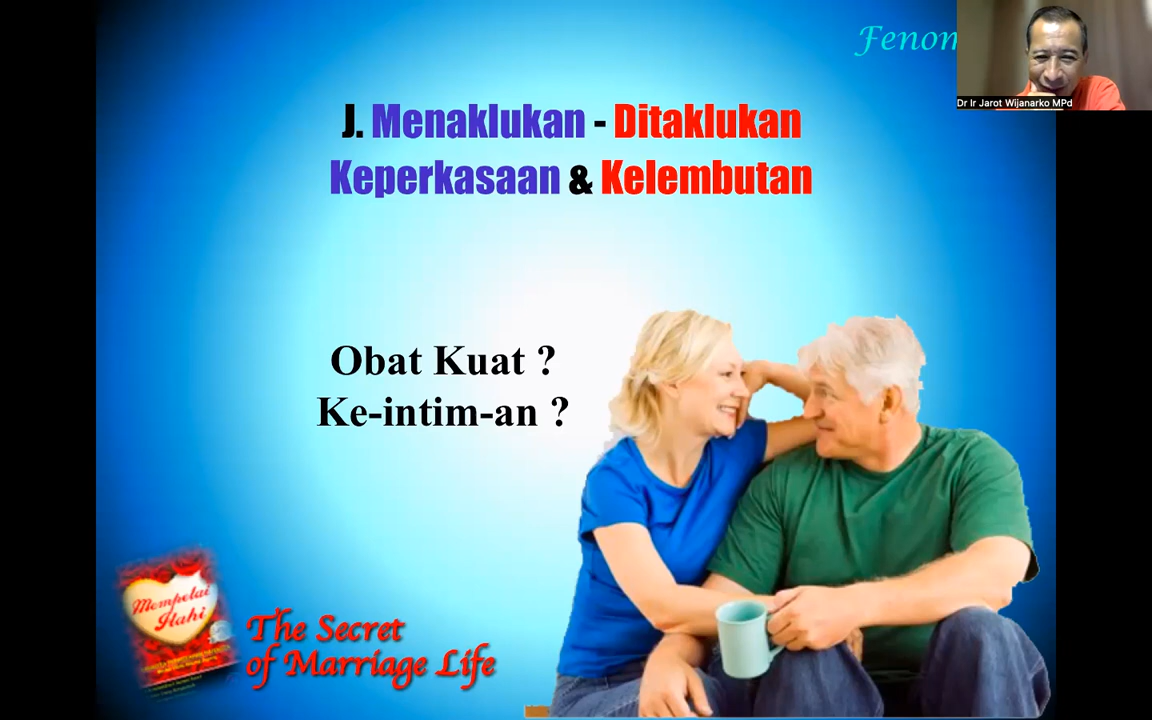 Fenom
Dr Ir Jarot Wijanarko MPd
J. Menaklukan - Ditaklukan
Keperkasaan & Kelembutan
Obat Kuat ?
Ke-intim-an ?
Mempelai
Ilahi
The Secret
of Marriage Life